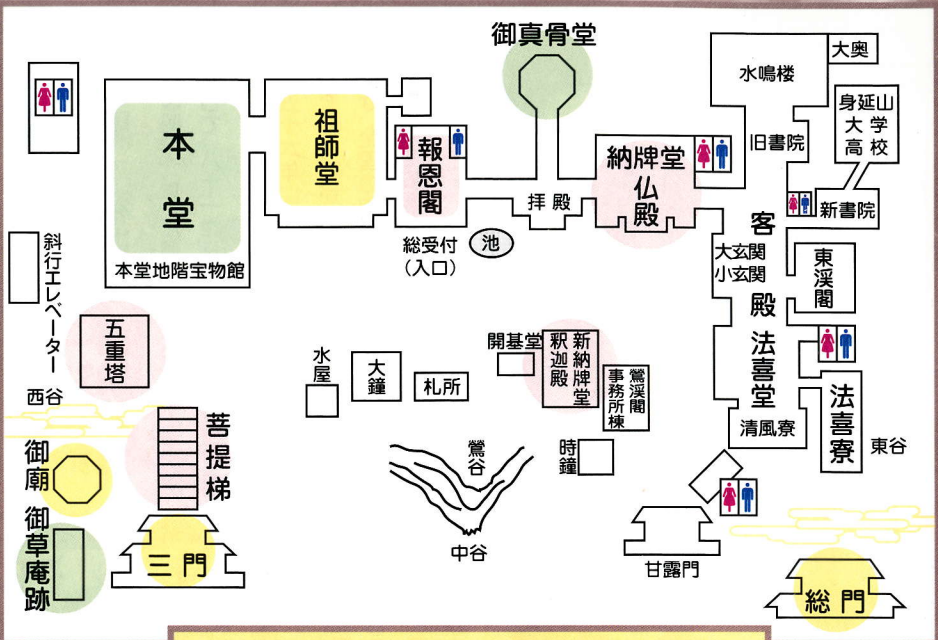 御真骨堂
大奥
水鳴楼
身延山
大学
高校
旧書院
新書院
本堂
祖師堂
報恩閣
拝殿
納牌堂
仏殿
客殿
大玄関
小玄関
東渓閣
総受付
(入口)
池
本堂地階宝物館
斜行エレベーター
五重塔
西谷
水屋
大鐘
札所
開基堂
新納牌堂
釈迦殿
鶯渓閣
事務所棟
法喜堂
清風寮
法喜寮
東谷
菩提梯
御廟
御草庵跡
三門
鶯谷
中谷
時鐘
甘露門
総門